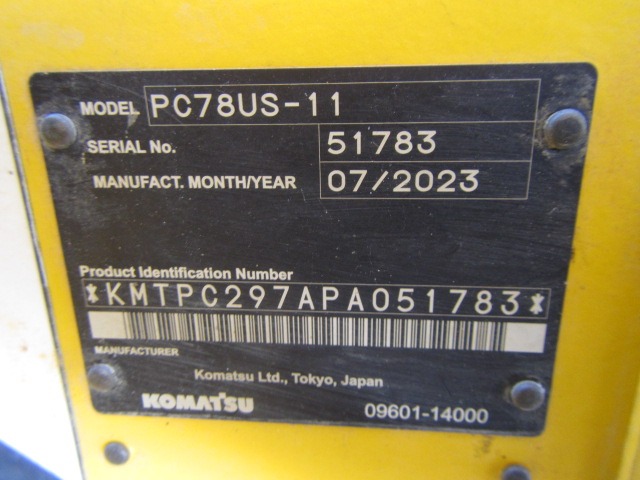 MODEL PC78US-11
SERIAL No. 51783
MANUFACT. MONTH/YEAR 07/2023
Product Identification Number
*KMTPC297APA051783*
MANUFACTURER
Komatsu Ltd., Tokyo, Japan
KOMATSU 09601-14000